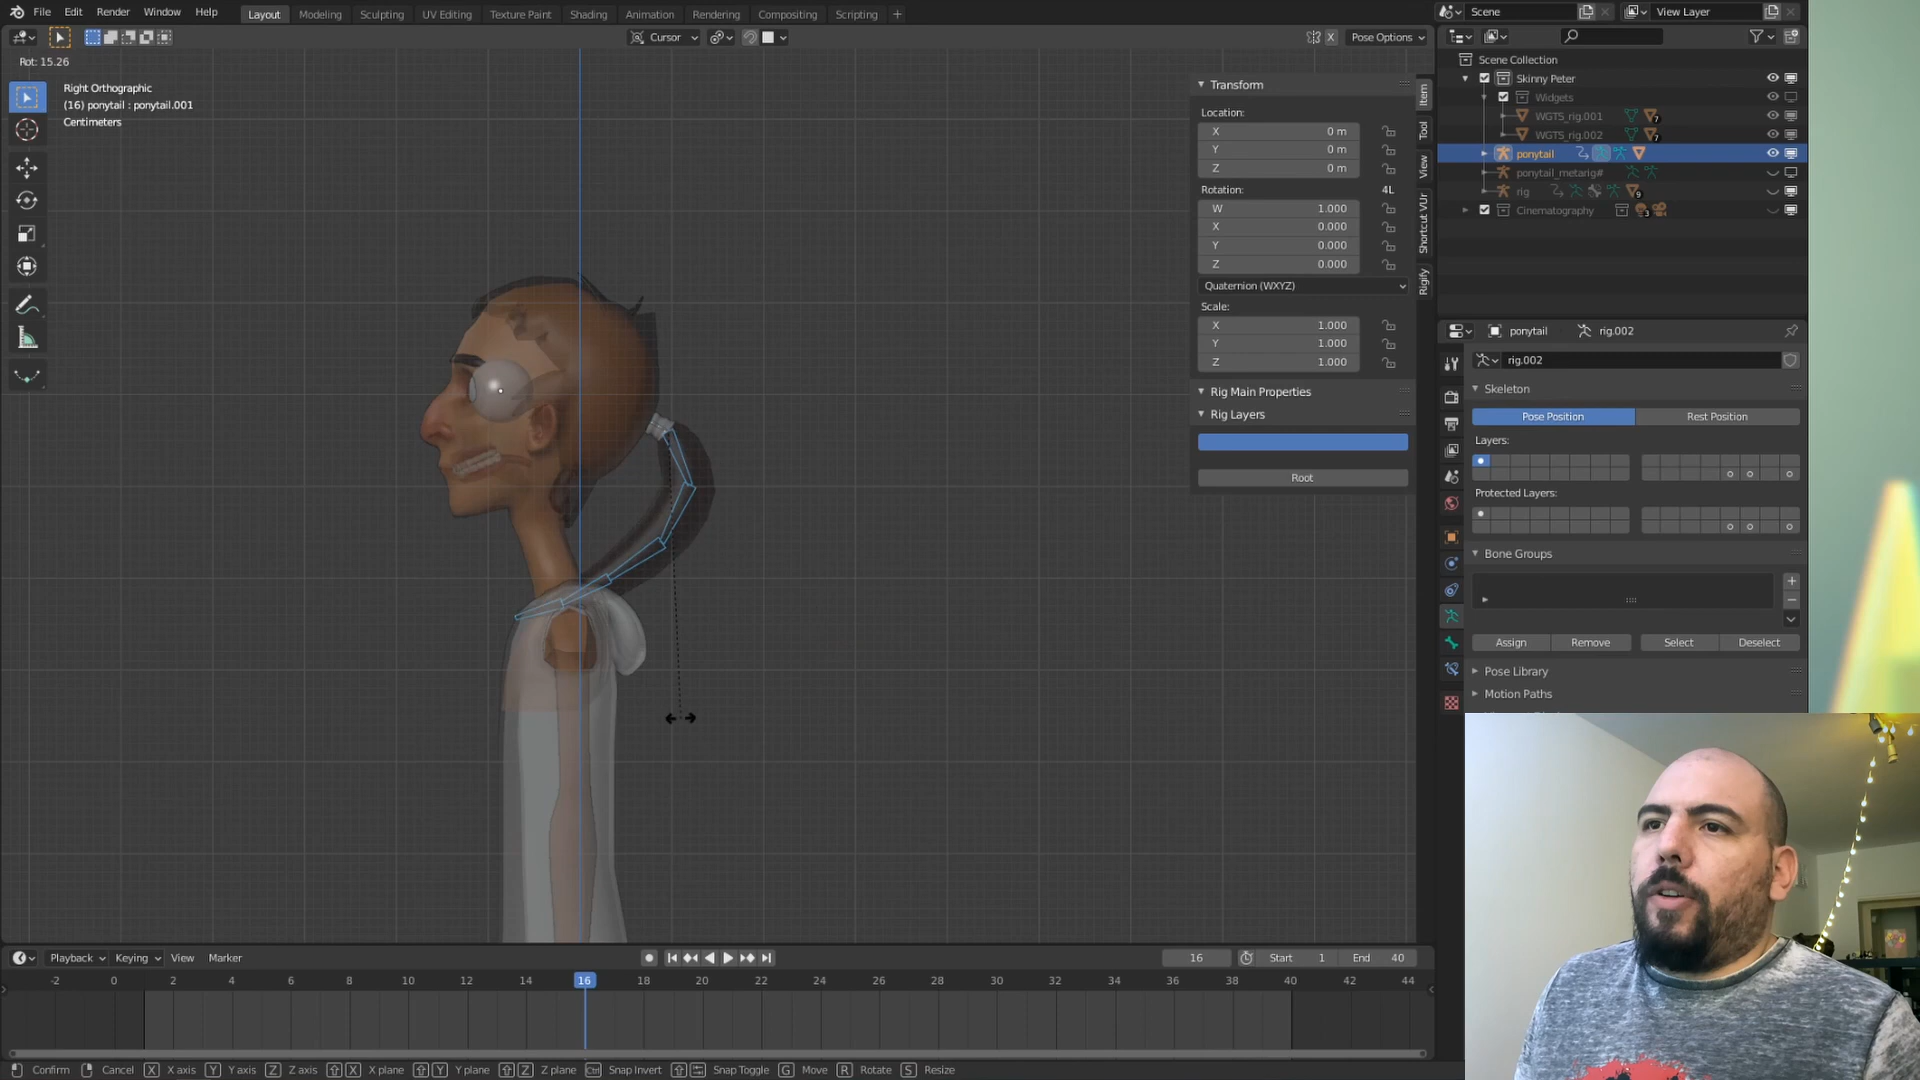 File Edit Render Window Help
Layout Modeling Sculpting UV Editing Texture Paint Shading Animation Rendering Compositing Scripting +
Scene View Layer
Cursor
X Pose Options
Rot: 15.26
Right Orthographic
(16) ponytail : ponytail.001
Centimeters
Transform
Location:
X 0 m
Y 0 m
Z 0 m
Rotation: 4L
W 1.000
X 0.000
Y 0.000
Z 0.000
Quaternion (WXYZ)
Scale:
X 1.000
Y 1.000
Z 1.000
Rig Main Properties
Rig Layers
Root
Item
Tool
View
Shortcut VUr
Rigify
Scene Collection
Skinny Peter
Widgets
WGTS_rig.001 7
WGTS_rig.002 7
ponytail
ponytail_metarig#
rig 9
Cinematography 3
ponytail rig.002
rig.002
Skeleton
Pose Position Rest Position
Layers:
Protected Layers:
Bone Groups
Assign Remove Select Deselect
Pose Library
Motion Paths
Playback Keying View Marker
16 Start 1 End 40
-2 0 2 4 6 8 10 12 14 16 18 20 22 24 26 28 30 32 34 36 38 40 42 44
Confirm Cancel X X axis Y Y axis Z Z axis X X plane Y Y plane Z Z plane Ctrl Snap Invert Snap Toggle G Move R Rotate S Resize